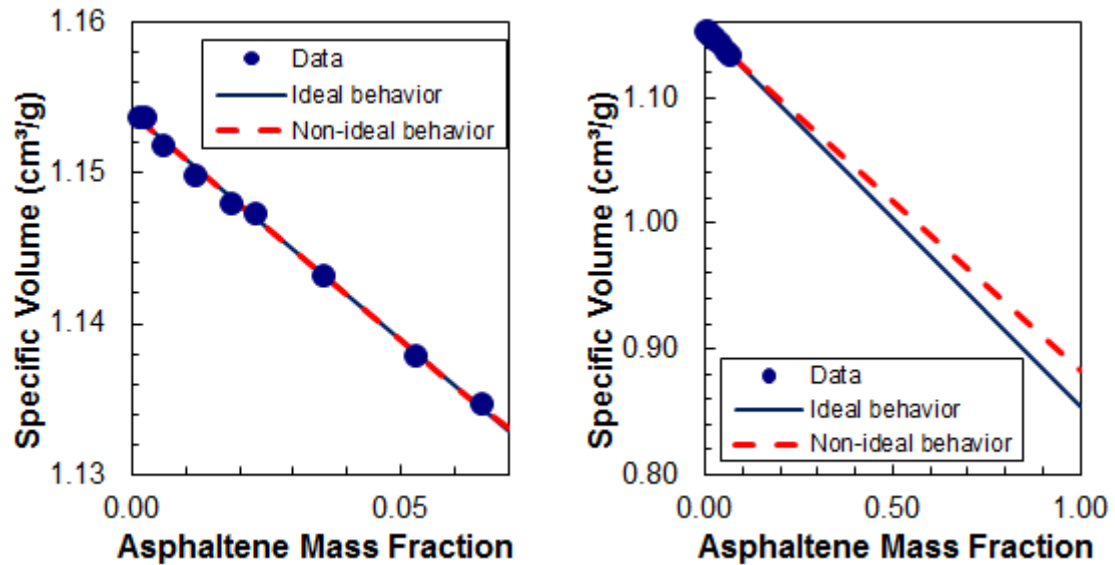 1.16
1.15
1.14
1.13
Specific Volume (cm³/g)
Data
Ideal behavior
Non-ideal behavior
0.00
0.05
Asphaltene Mass Fraction
1.10
1.00
0.90
0.80
Specific Volume (cm³/g)
Data
Ideal behavior
Non-ideal behavior
0.00
0.50
1.00
Asphaltene Mass Fraction